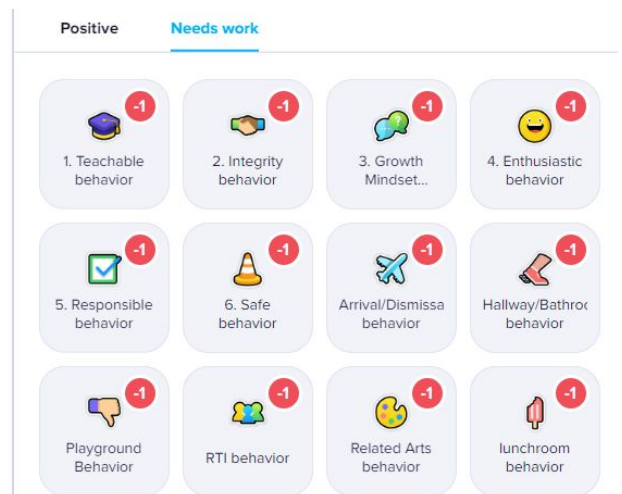 Positive Needs work
-1 -1 -1 -1
1. Teachable behavior
2. Integrity behavior
3. Growth Mindset...
4. Enthusiastic behavior
-1 -1 -1 -1
5. Responsible behavior
6. Safe behavior
Arrival/Dismissa behavior
Hallway/Bathroo behavior
-1 -1 -1 -1
Playground Behavior
RTI behavior
Related Arts behavior
lunchroom behavior